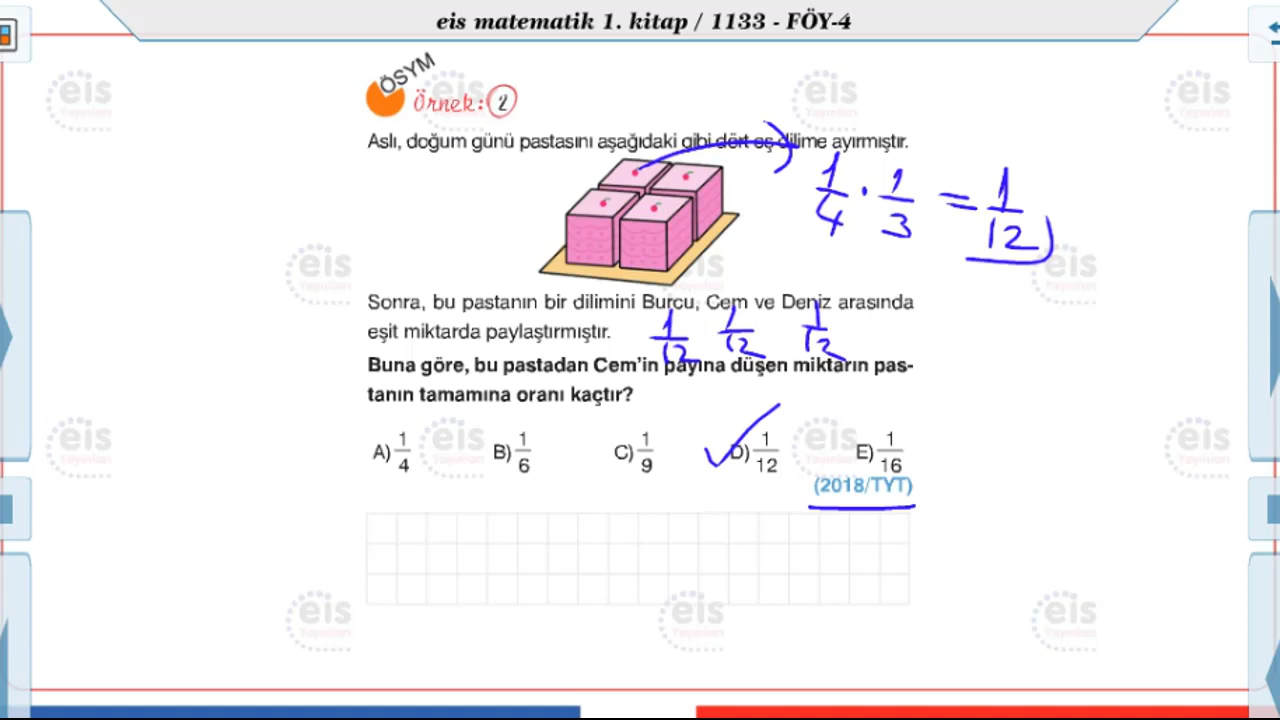 eis matematik 1. kitap / 1133 - FÖY-4
ÖSYM
Örnek: 2
Aslı, doğum günü pastasını aşağıdaki gibi dört eş dilime ayırmıştır.
1/4 · 1/3 = 1/12
Sonra, bu pastanın bir dilimini Burcu, Cem ve Deniz arasında
eşit miktarda paylaştırmıştır.
1/12 1/12 1/12
Buna göre, bu pastadan Cem'in payına düşen miktarın pas-
tanın tamamına oranı kaçtır?
A) 1/4 B) 1/6 C) 1/9 D) 1/12 E) 1/16
(2018/TYT)
eis Yayınları